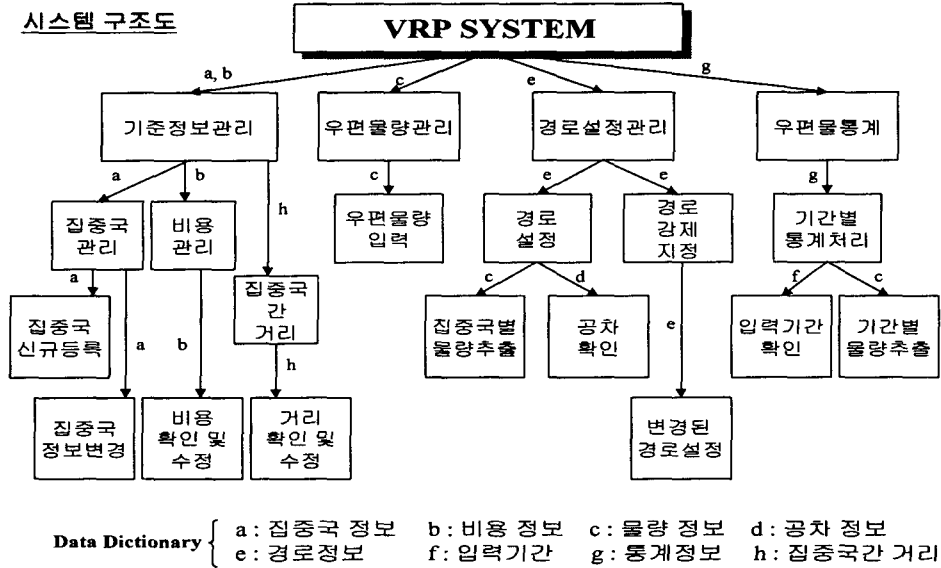 시스템 구조도
VRP SYSTEM
a, b
c
e
g
기준정보관리
우편물량관리
경로설정관리
우편물통계
a
b
h
c
e
e
g
집중국
관리
비용
관리
우편물량
입력
경로
설정
경로
강제
지정
기간별
통계처리
a
a
b
집중국
간
거리
c
d
e
f
c
집중국
신규등록
집중국별
물량추출
공차
확인
입력기간
확인
기간별
물량추출
h
집중국
정보변경
비용
확인 및
수정
거리
확인 및
수정
변경된
경로설정
Data Dictionary
a : 집중국 정보 b : 비용 정보 c : 물량 정보 d : 공차 정보
e : 경로정보 f : 입력기간 g : 통계정보 h : 집중국간 거리